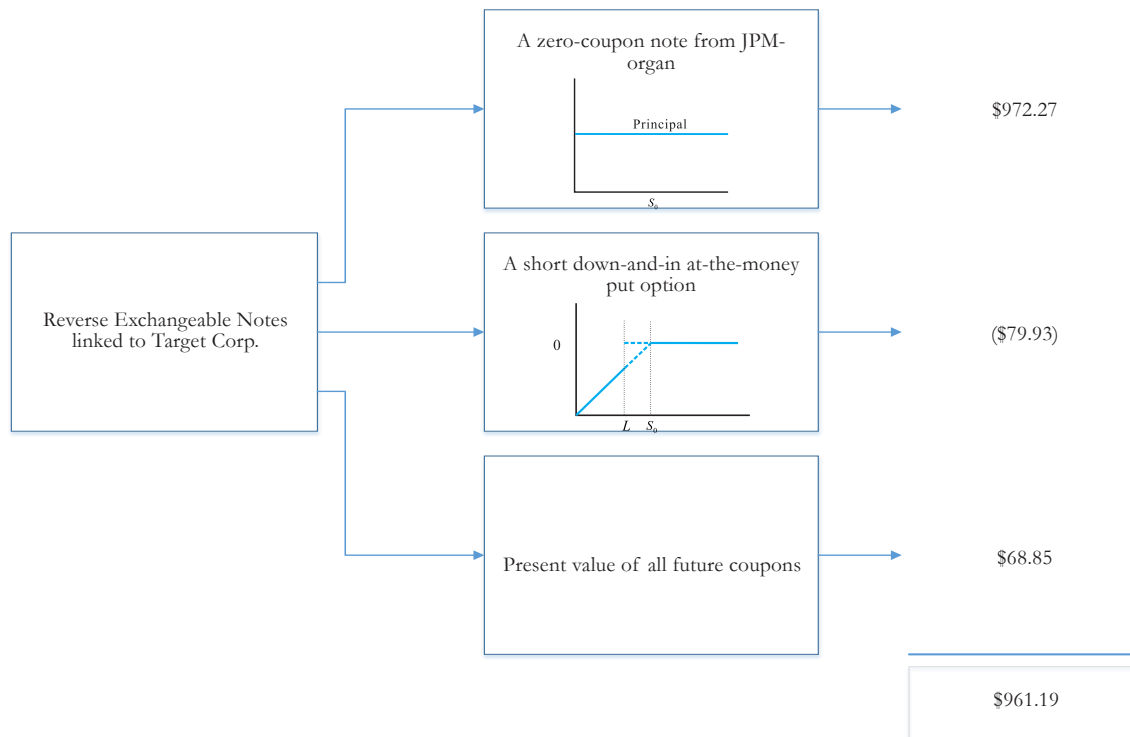 A zero-coupon note from JPM-
organ
Principal
S₀
$972.27
Reverse Exchangeable Notes
linked to Target Corp.
A short down-and-in at-the-money
put option
0
L S₀
($79.93)
Present value of all future coupons
$68.85
$961.19